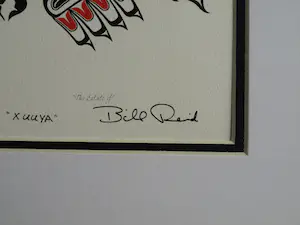 "The Estate of"
"XUUYA" Bill Reid